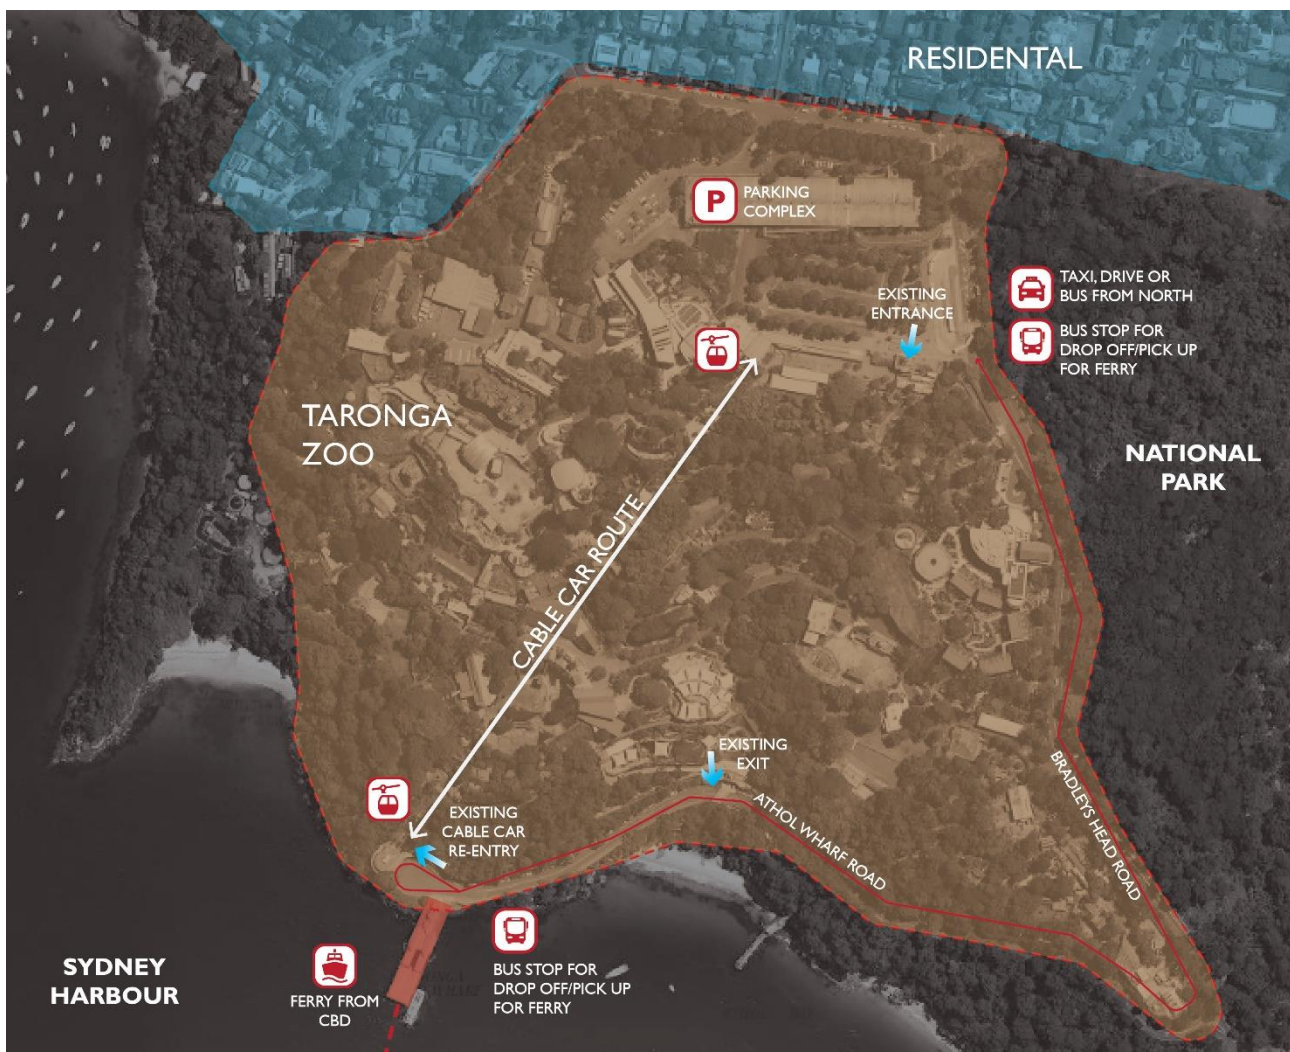 RESIDENTAL
P
PARKING
COMPLEX
TAXI, DRIVE OR
BUS FROM NORTH
EXISTING
ENTRANCE
BUS STOP FOR
DROP OFF/PICK UP
FOR FERRY
TARONGA
ZOO
NATIONAL
PARK
CABLE CAR ROUTE
EXISTING
EXIT
BRADLEYS HEAD ROAD
ATHOL WHARF ROAD
EXISTING
CABLE CAR
RE-ENTRY
SYDNEY
HARBOUR
FERRY FROM
CBD
BUS STOP FOR
DROP OFF/PICK UP
FOR FERRY